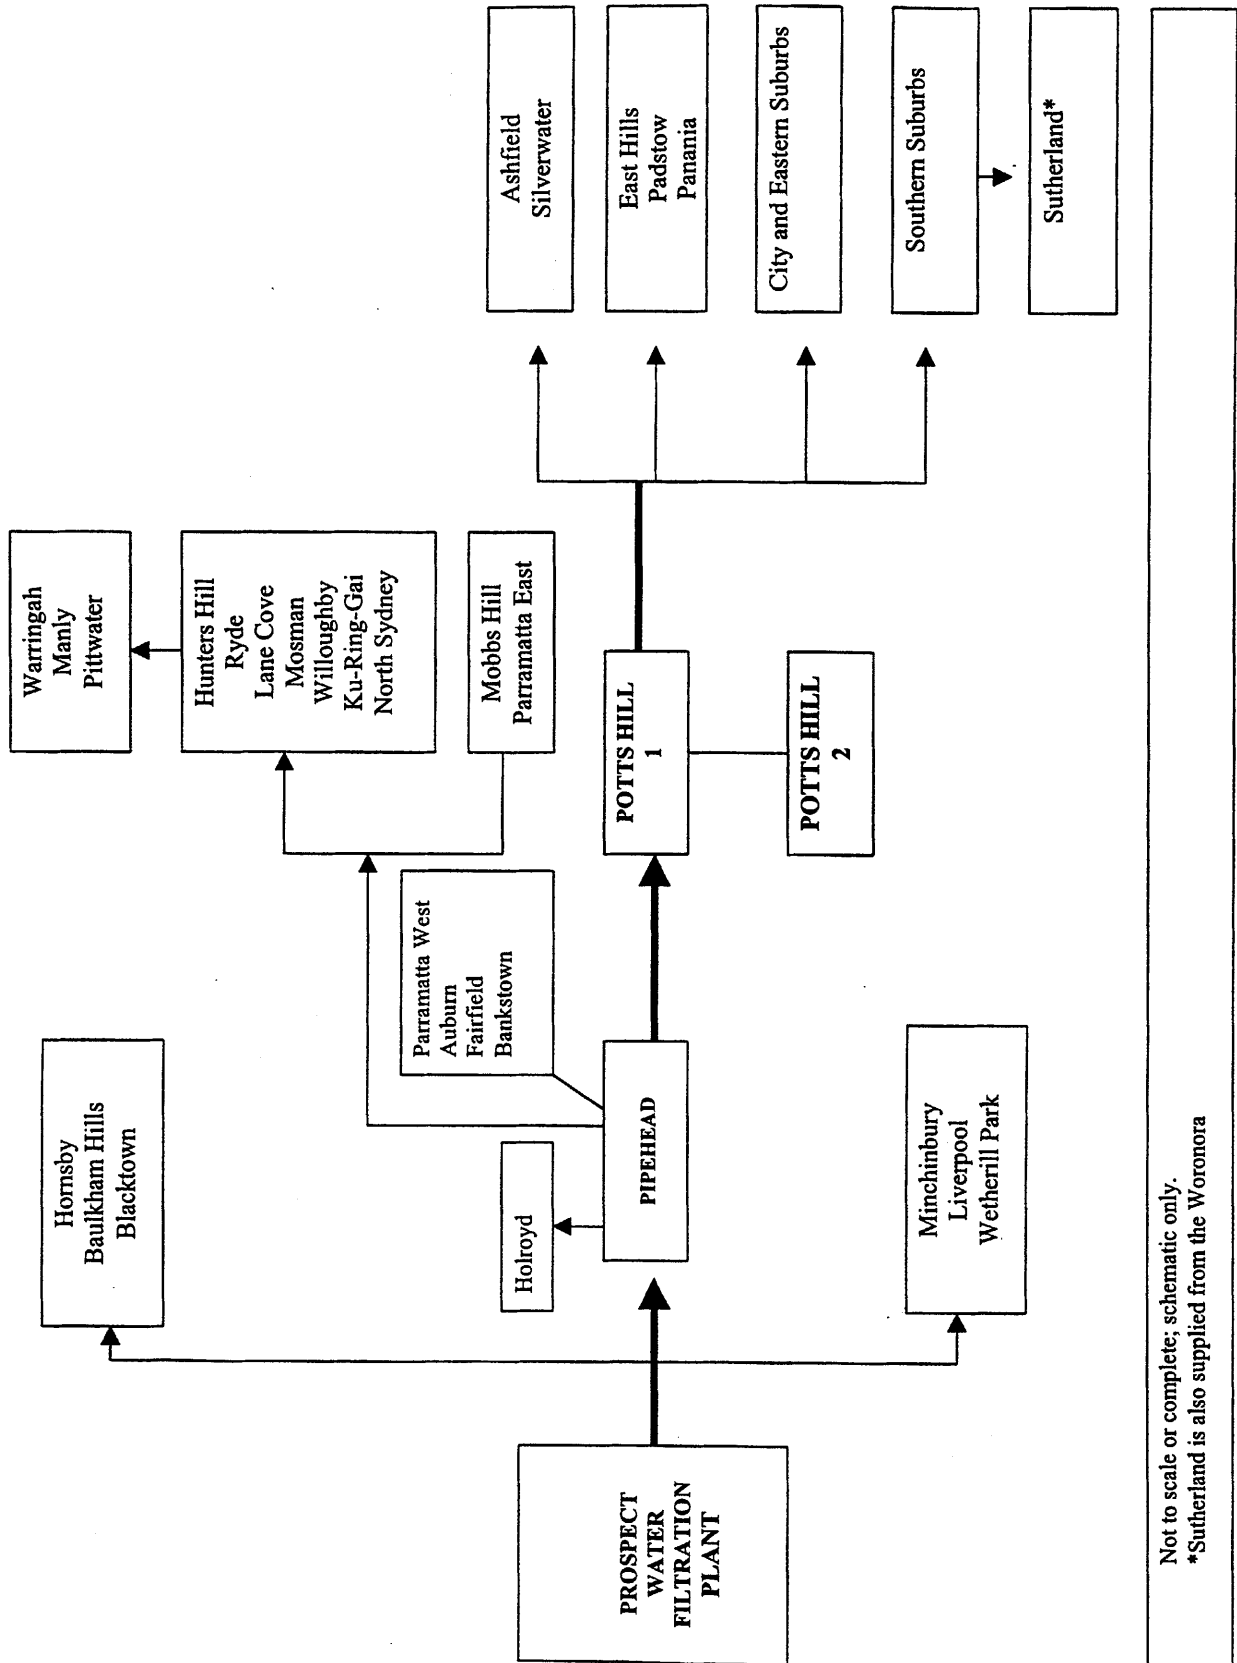 Warringah
Manly
Pittwater
Hunters Hill
Ryde
Lane Cove
Mosman
Willoughby
Ku-Ring-Gai
North Sydney
Mobbs Hill
Parramatta East
Hornsby
Baulkham Hills
Blacktown
Parramatta West
Auburn
Fairfield
Bankstown
Holroyd
PROSPECT
WATER
FILTRATION
PLANT
PIPEHEAD
POTTS HILL
1
POTTS HILL
2
Ashfield
Silverwater
East Hills
Padstow
Panania
City and Eastern Suburbs
Southern Suburbs
Sutherland*
Minchinbury
Liverpool
Wetherill Park
Not to scale or complete; schematic only.
*Sutherland is also supplied from the Woronora